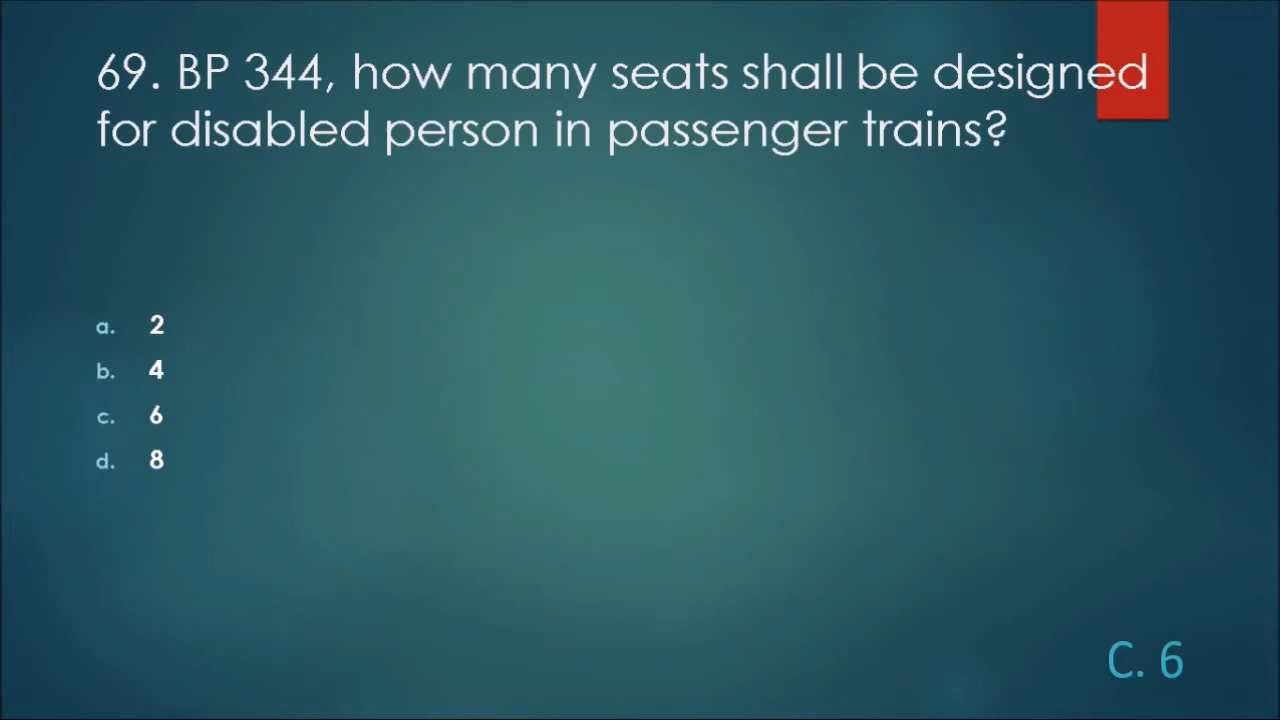 69. BP 344, how many seats shall be designed
for disabled person in passenger trains?
a. 2
b. 4
c. 6
d. 8
C. 6